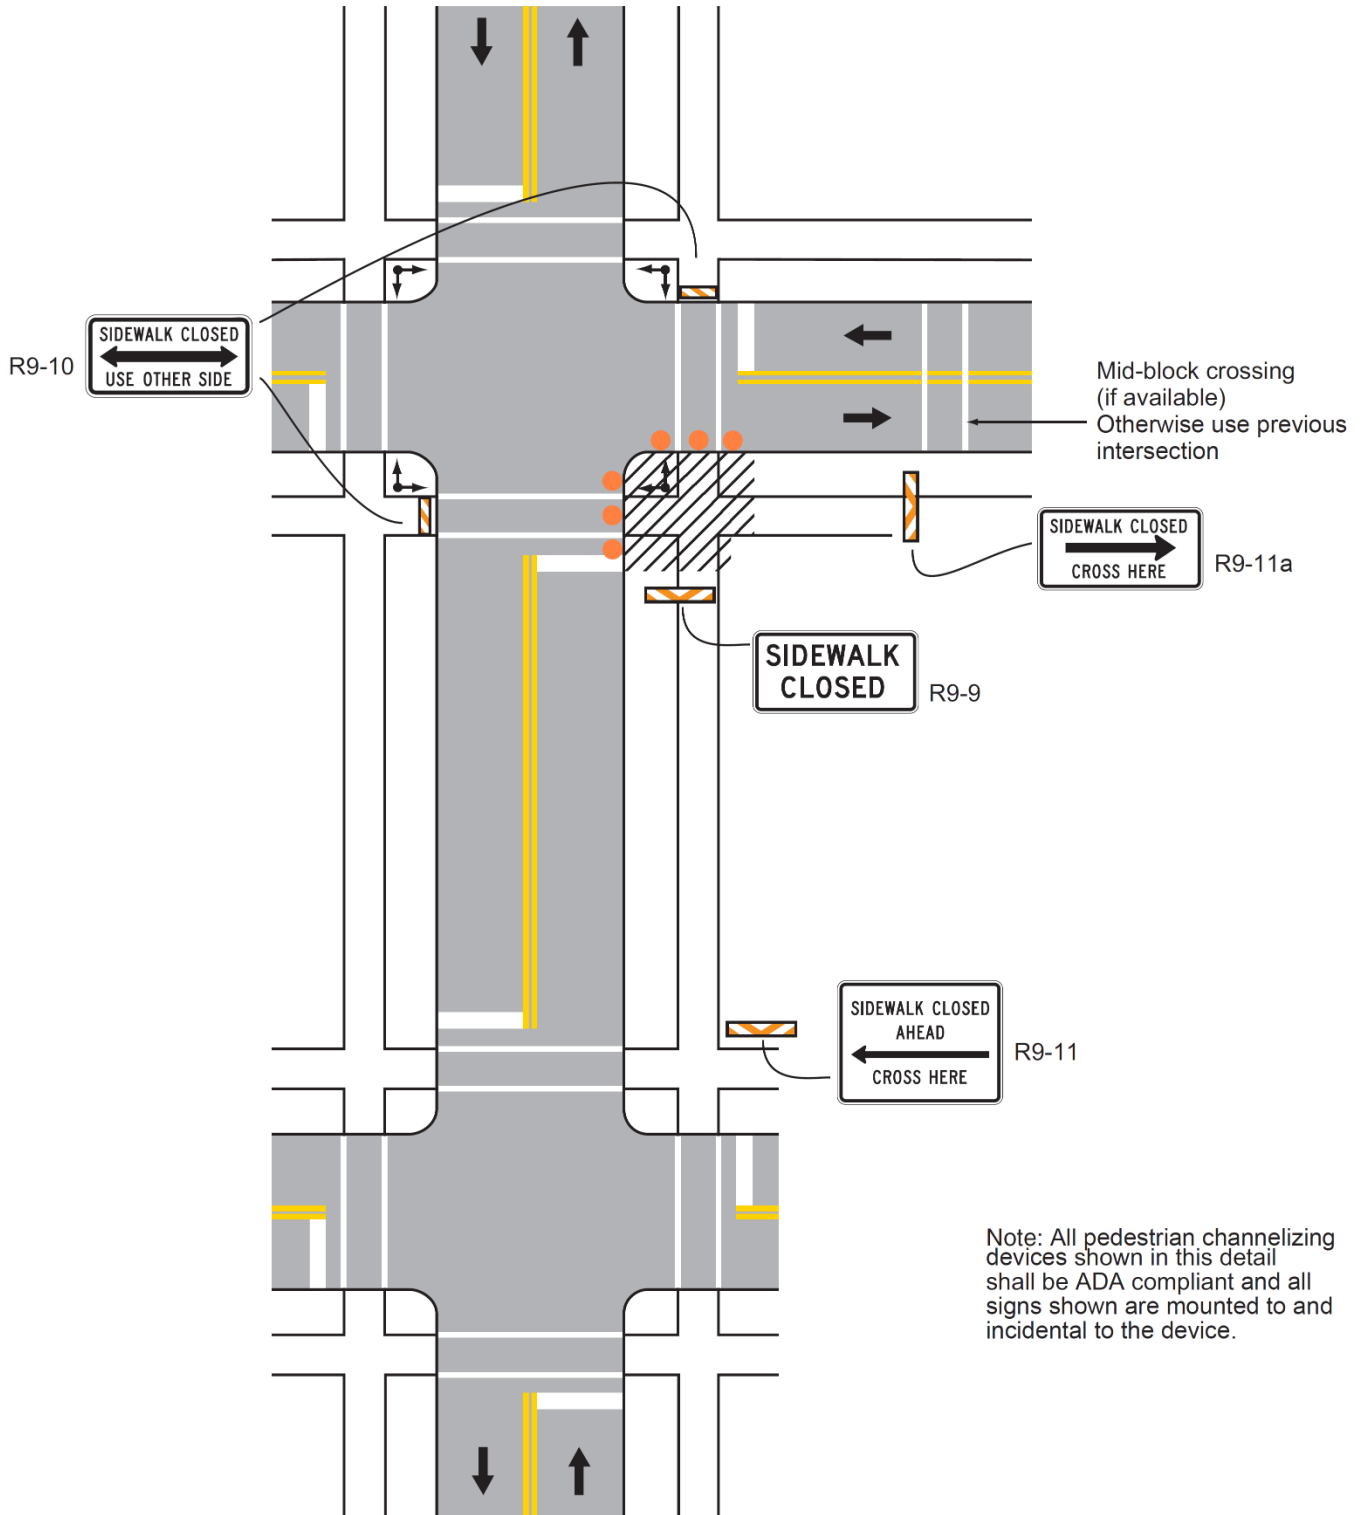 SIDEWALK CLOSED
USE OTHER SIDE
R9-10
Mid-block crossing
(if available)
Otherwise use previous
intersection
SIDEWALK CLOSED
CROSS HERE
R9-11a
SIDEWALK
CLOSED
R9-9
SIDEWALK CLOSED
AHEAD
CROSS HERE
R9-11
Note: All pedestrian channelizing
devices shown in this detail
shall be ADA compliant and all
signs shown are mounted to and
incidental to the device.